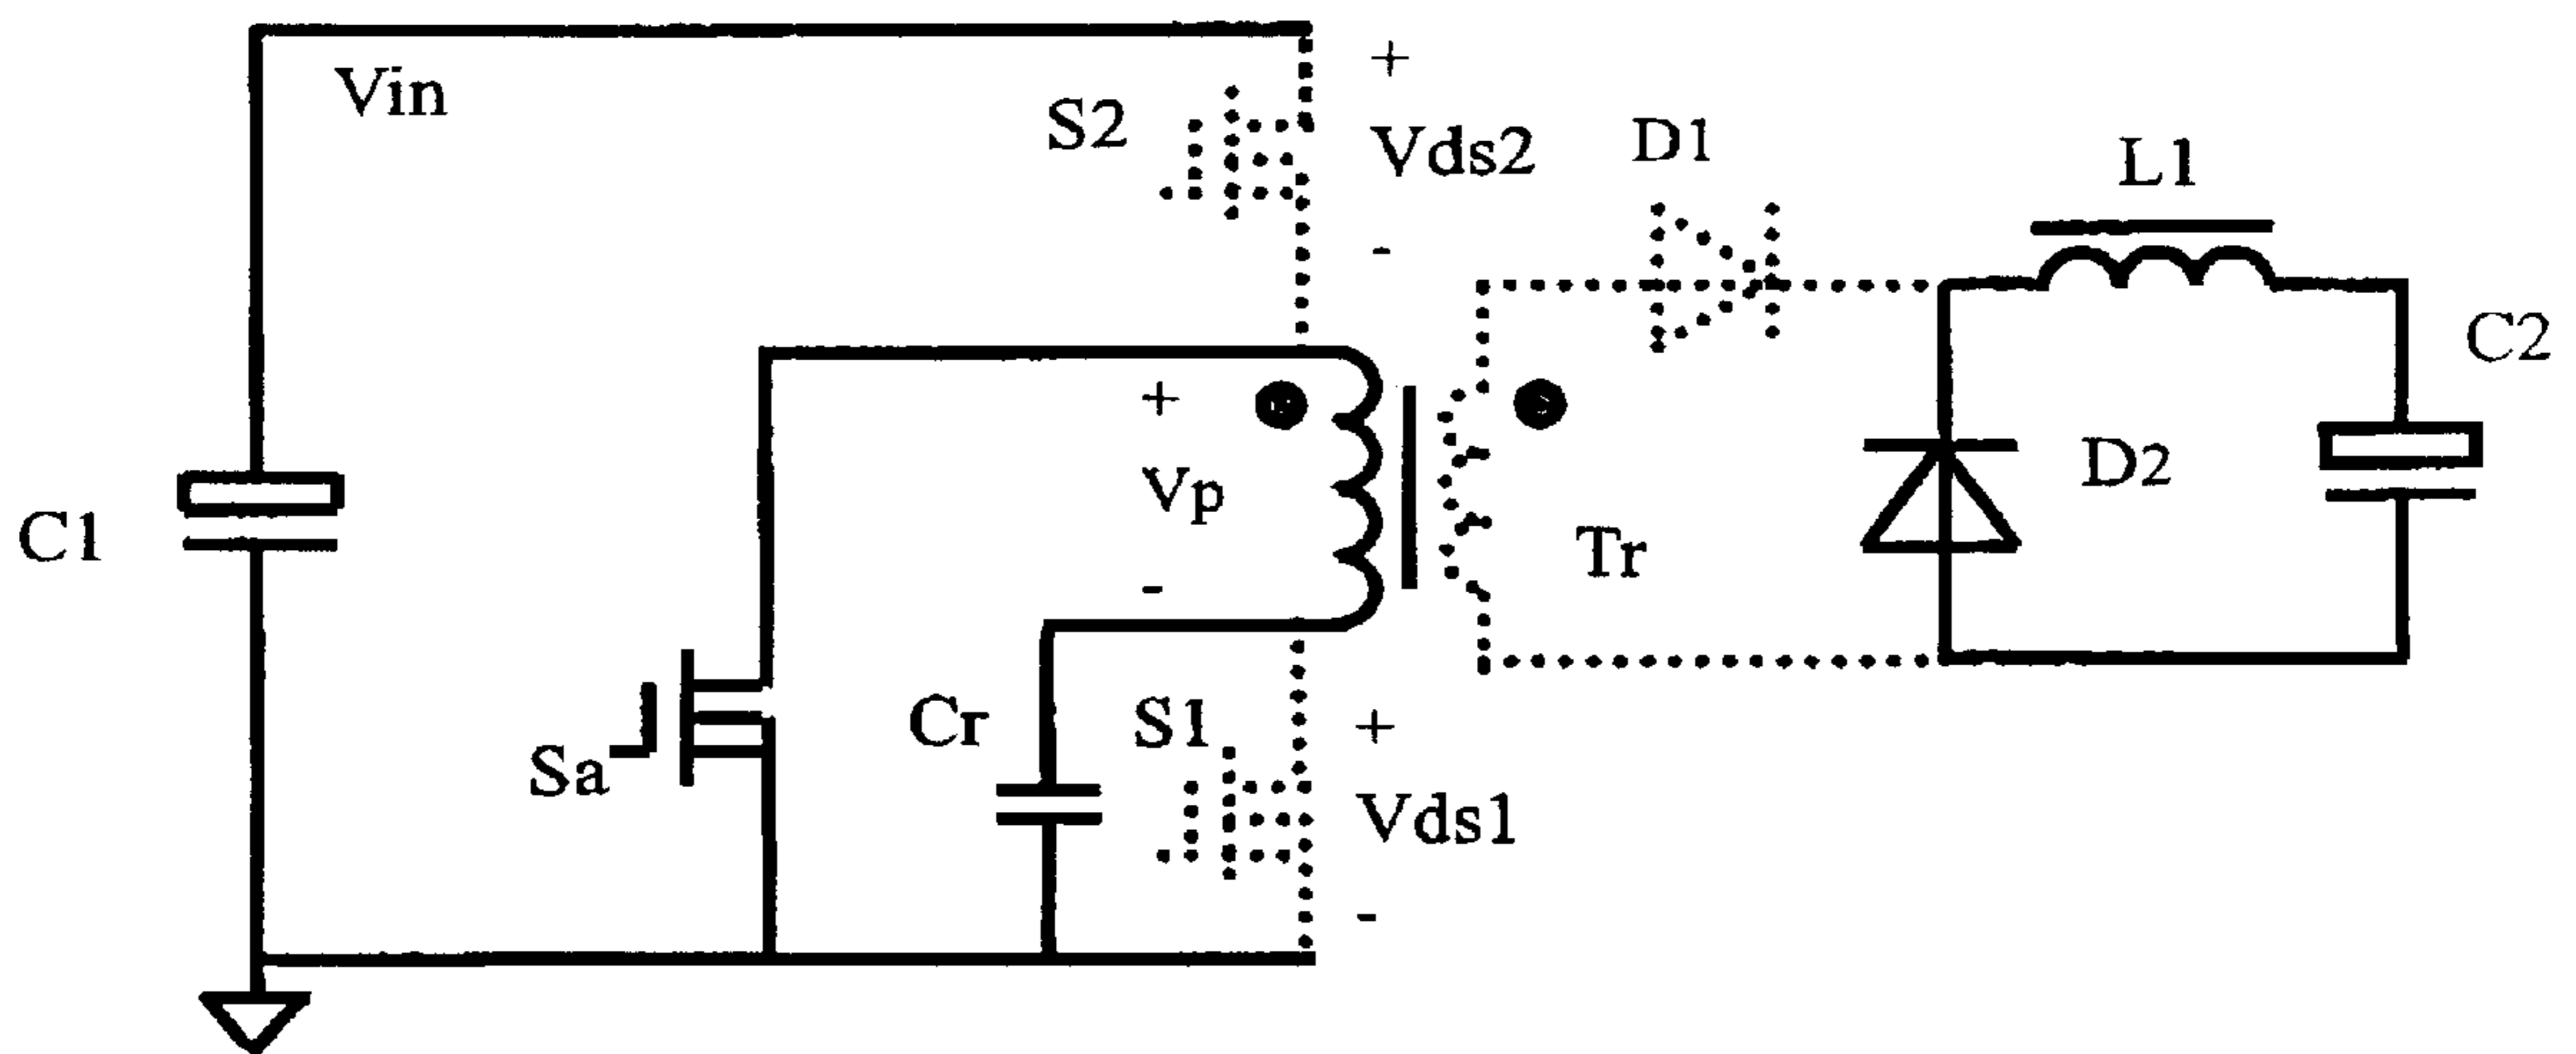 Vin
+
S2
Vds2
D1
L1
-
C2
+
Vp
D2
C1
Tr
-
Cr
S1
+
Sa
Vds1
-